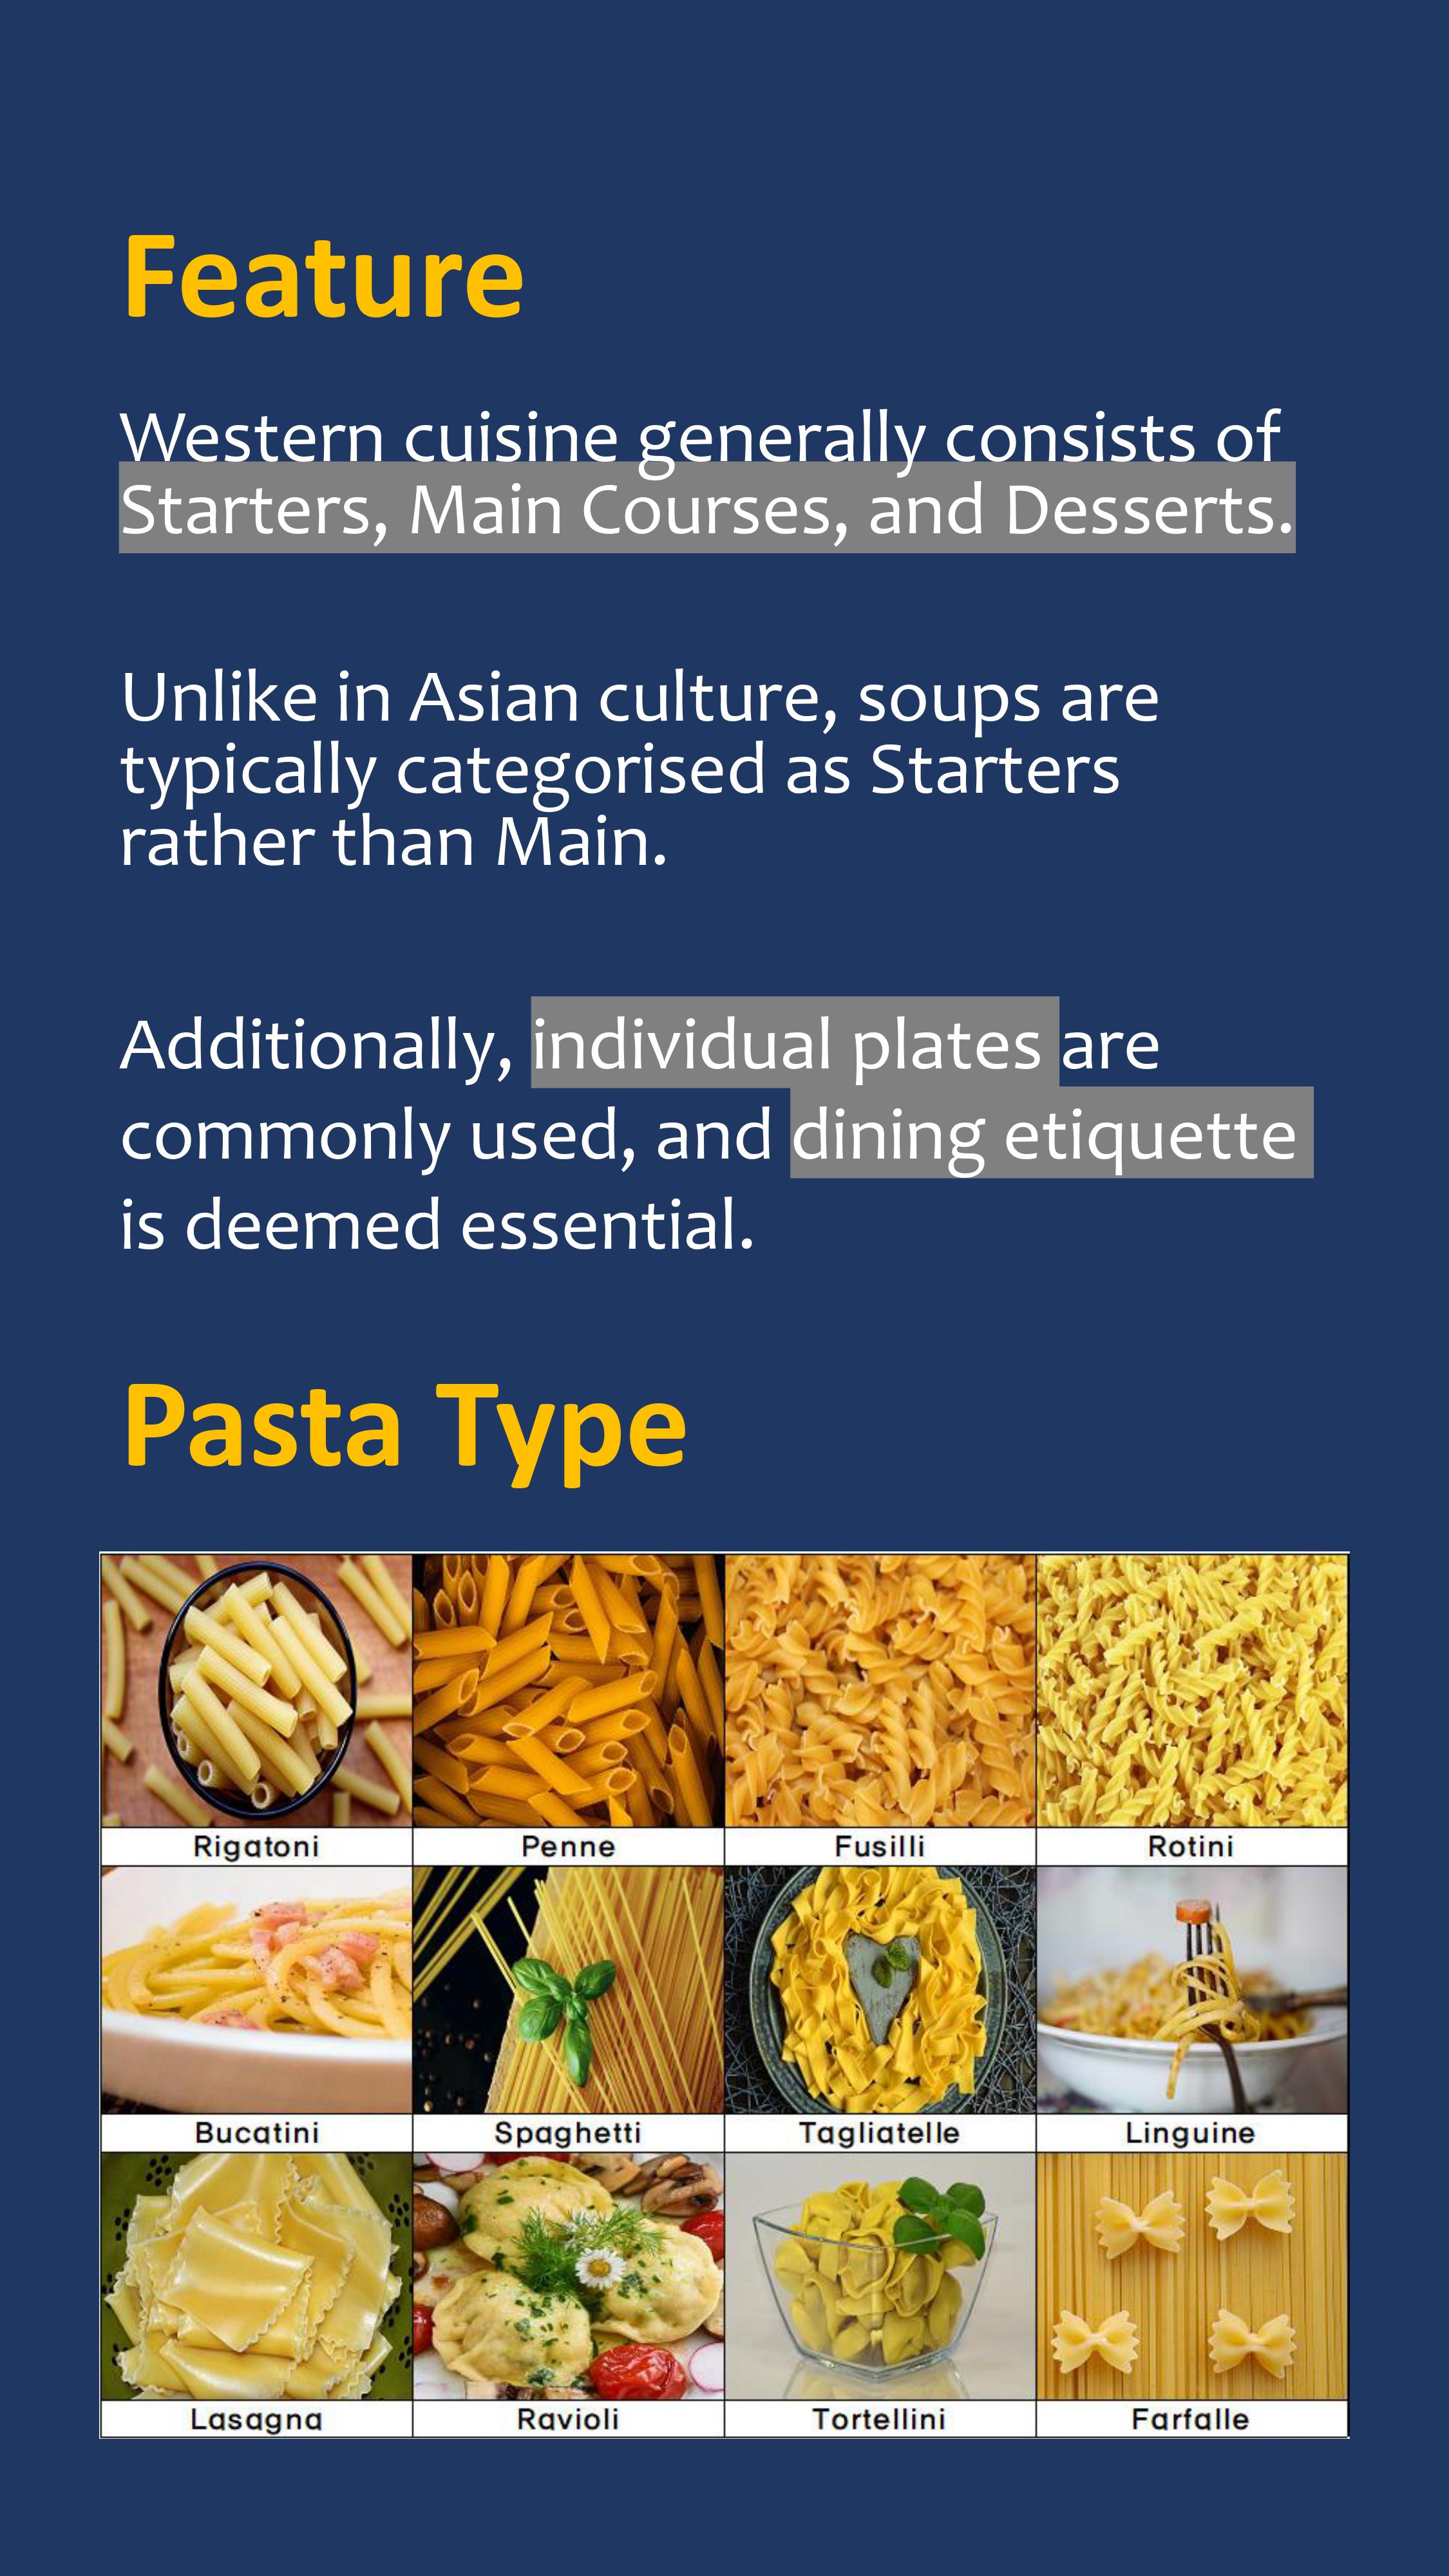 Feature
Western cuisine generally consists of
Starters, Main Courses, and Desserts.
Unlike in Asian culture, soups are
typically categorised as Starters
rather than Main.
Additionally, individual plates are
commonly used, and dining etiquette
is deemed essential.
Pasta Type
Rigatoni Penne Fusilli Rotini
Bucatini Spaghetti Tagliatelle Linguine
Lasagna Ravioli Tortellini Farfalle